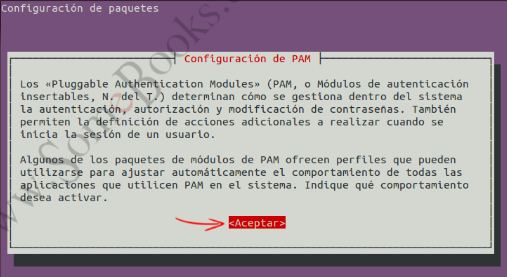 Configuración de paquetes
Configuración de PAM
Los «Pluggable Authentication Modules» (PAM, o Módulos de autenticación
insertables, N. del T.) determinan cómo se gestiona dentro del sistema
la autenticación, autorización y modificación de contraseñas. También
permiten la definición de acciones adicionales a realizar cuando se
inicia la sesión de un usuario.
Algunos de los paquetes de módulos de PAM ofrecen perfiles que pueden
utilizarse para ajustar automáticamente el comportamiento de todas las
aplicaciones que utilicen PAM en el sistema. Indique qué comportamiento
desea activar.
<Aceptar>